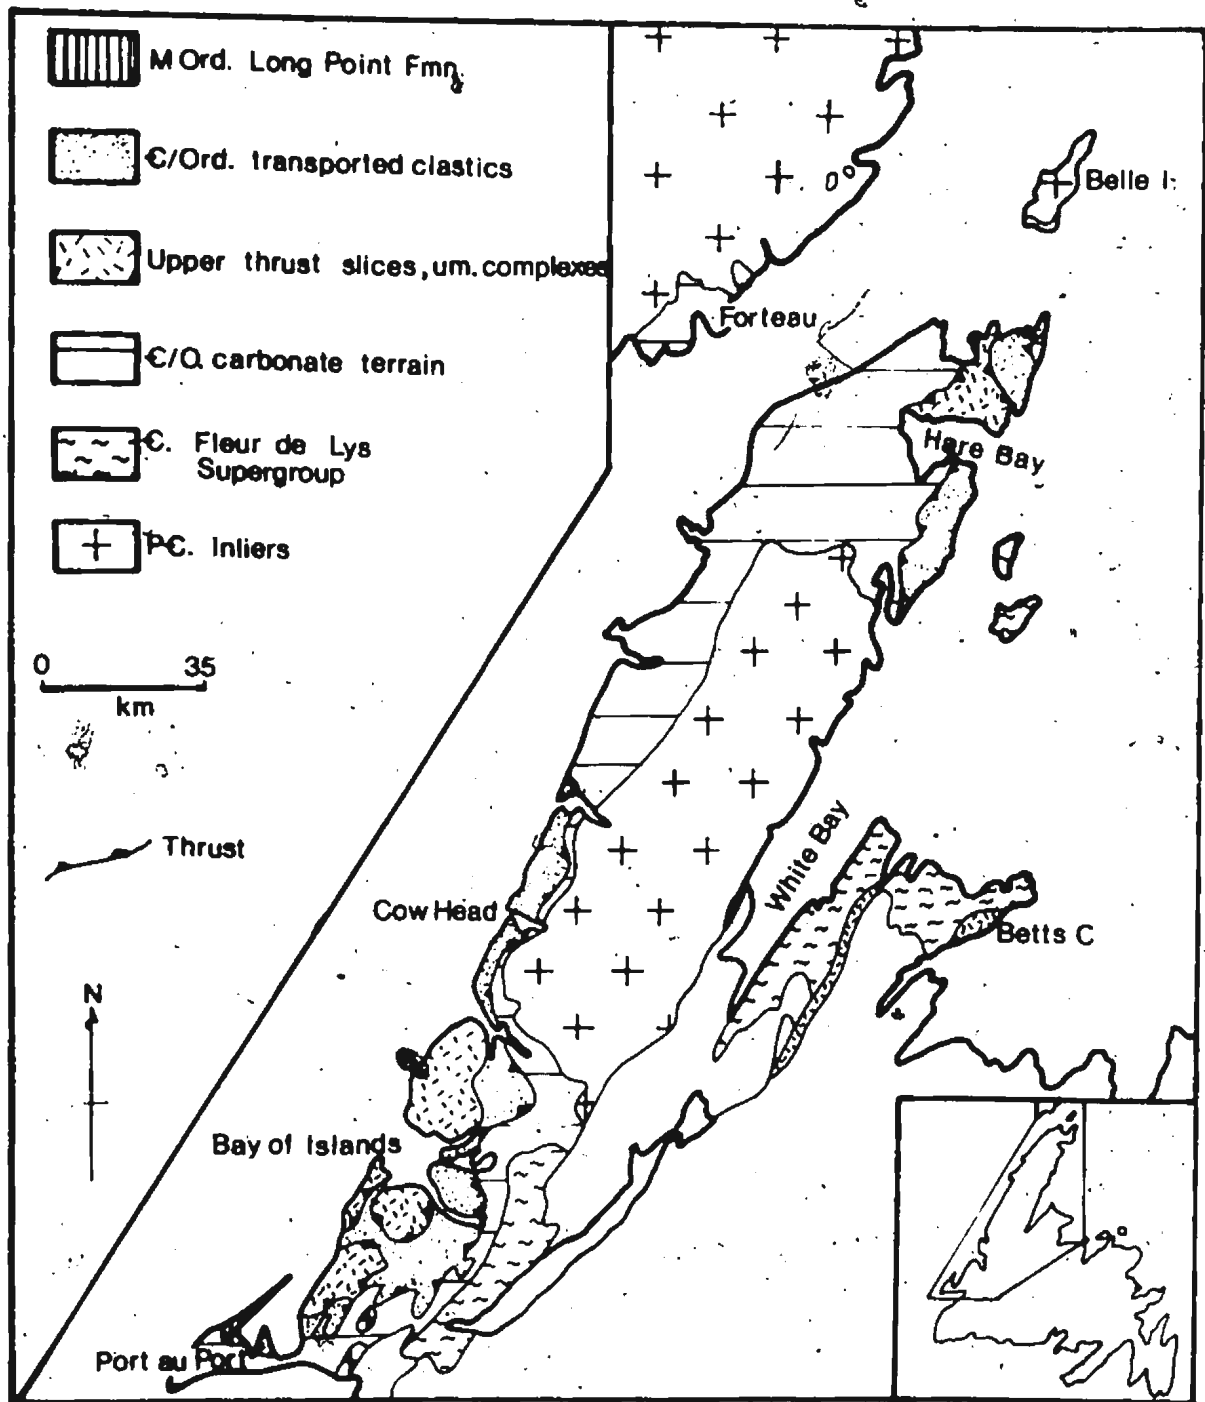 M Ord. Long Point Fmn.
Є/Ord. transported clastics
Upper thrust slices, um. complexes
Є/O. carbonate terrain
Є. Fleur de Lys
Supergroup
PЄ. Inliers
0 35
km
Thrust
N
Belle I.
Forteau
Hare Bay
White Bay
Cow Head
Betts C
Bay of Islands
Port au Port